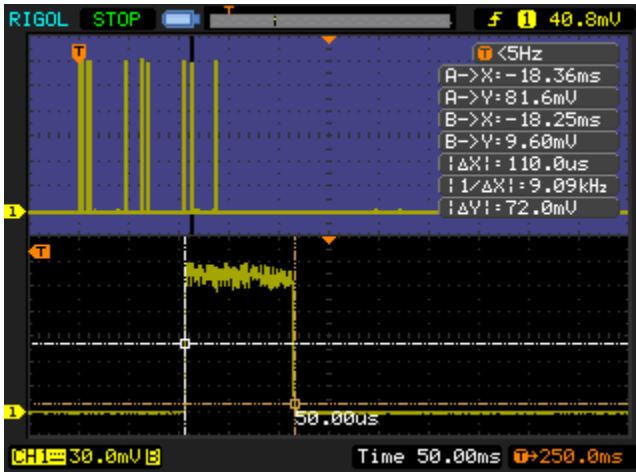 RIGOL STOP T f 1 40.8mV
T T <5Hz
A->X:-18.36ms
A->Y:81.6mV
B->X:-18.25ms
B->Y:9.60mV
|ΔX|:110.0us
|1/ΔX|:9.09kHz
1 |ΔY|:72.0mV
T
1 50.00us
CH1 30.0mV B Time 50.00ms T→250.0ms